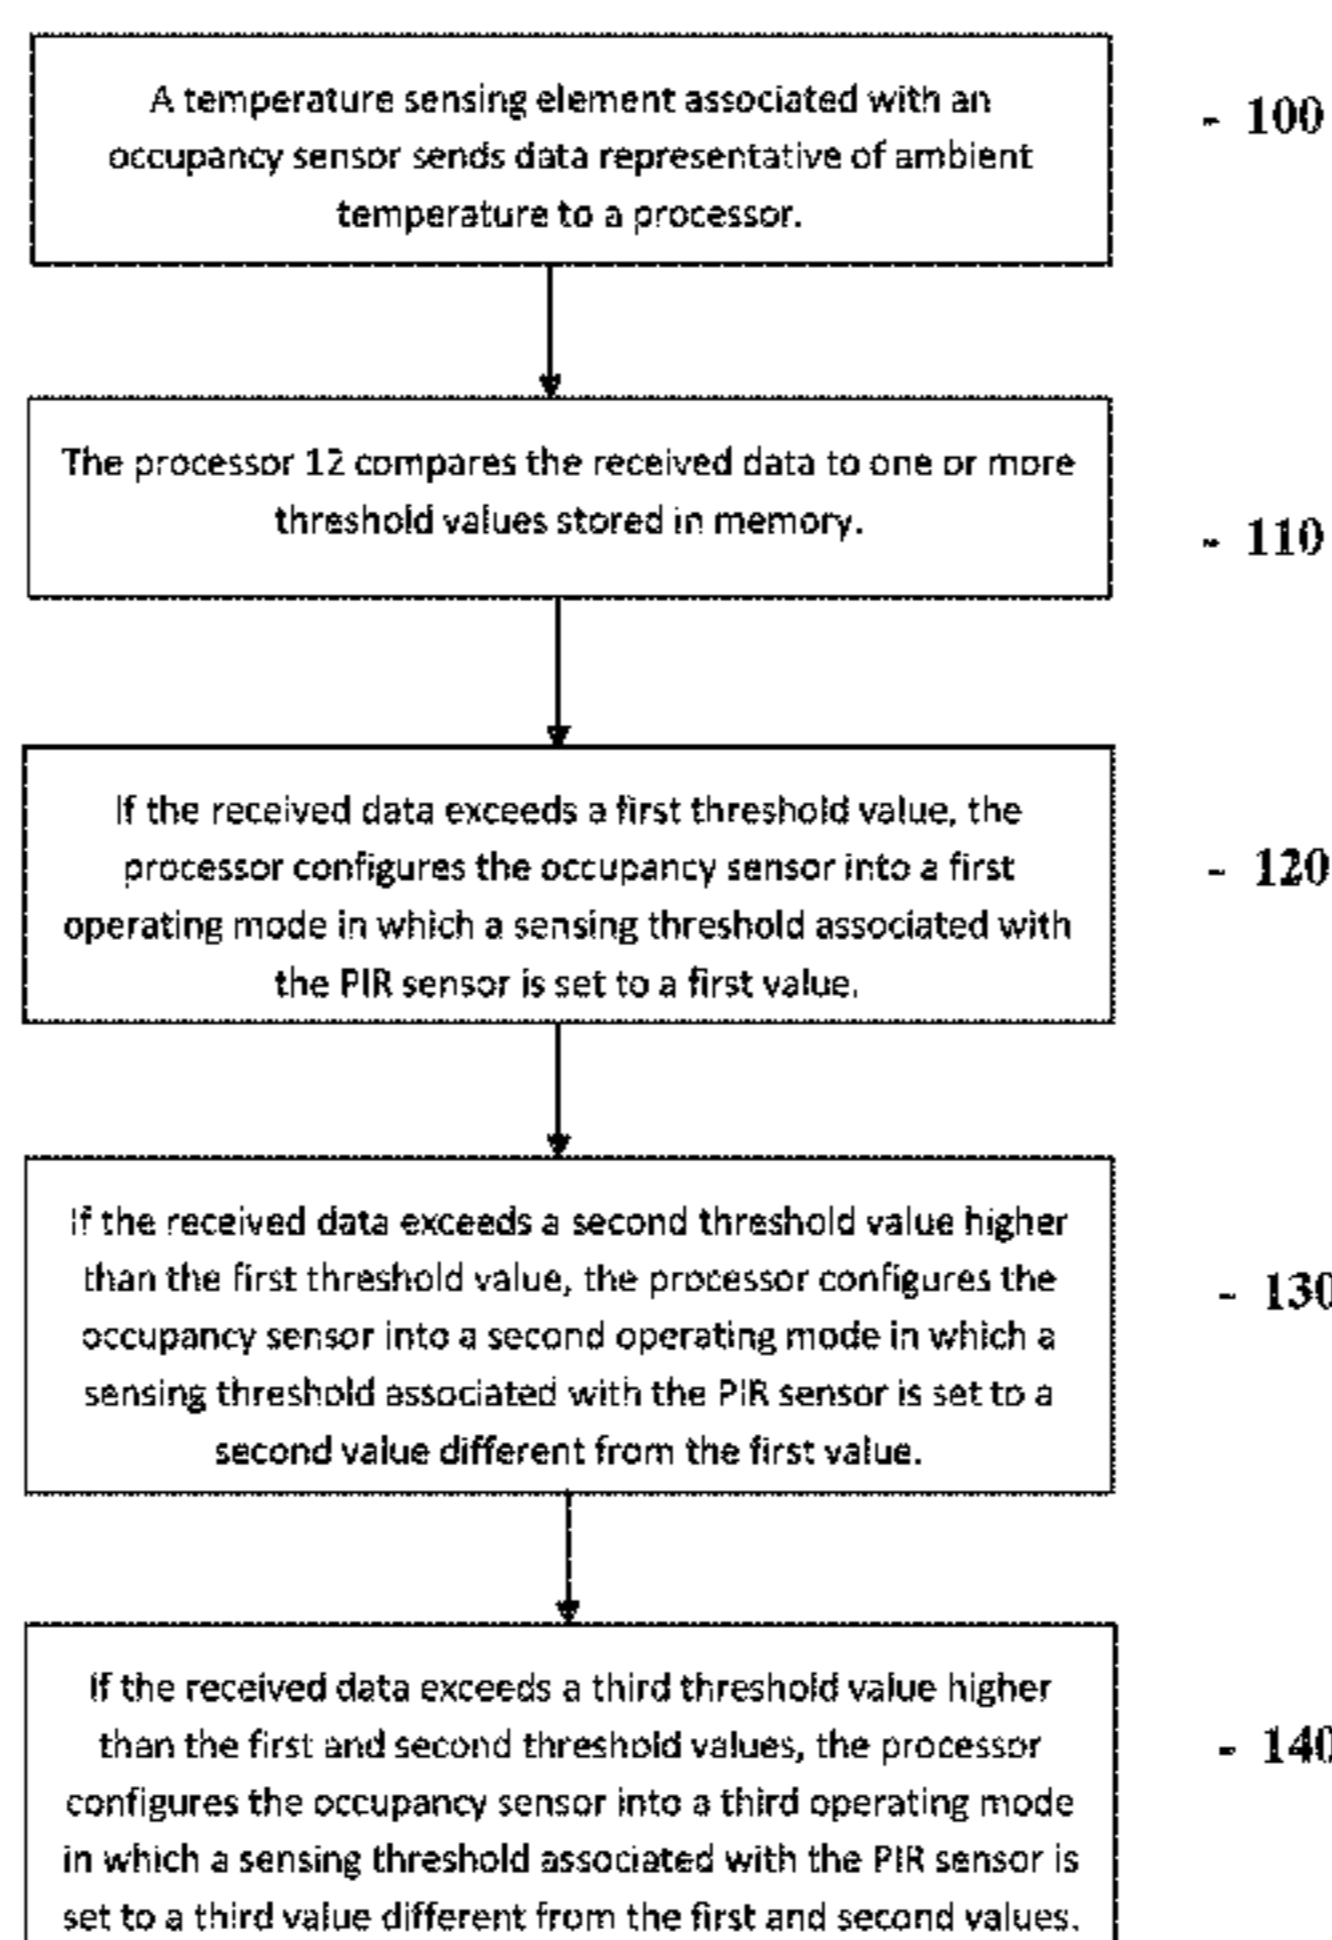 A temperature sensing element associated with an
- 100
occupancy sensor sends data representative of ambient
temperature to a processor.
The processor 12 compares the received data to one or more
threshold values stored in memory.
- 110
If the received data exceeds a first threshold value, the
processor configures the occupancy sensor into a first
- 120
operating mode in which a sensing threshold associated with
the PIR sensor is set to a first value.
If the received data exceeds a second threshold value higher
than the first threshold value, the processor configures the
- 130
occupancy sensor into a second operating mode in which a
sensing threshold associated with the PIR sensor is set to a
second value different from the first value.
If the received data exceeds a third threshold value higher
than the first and second threshold values, the processor
- 140
configures the occupancy sensor into a third operating mode
in which a sensing threshold associated with the PIR sensor is
set to a third value different from the first and second values.